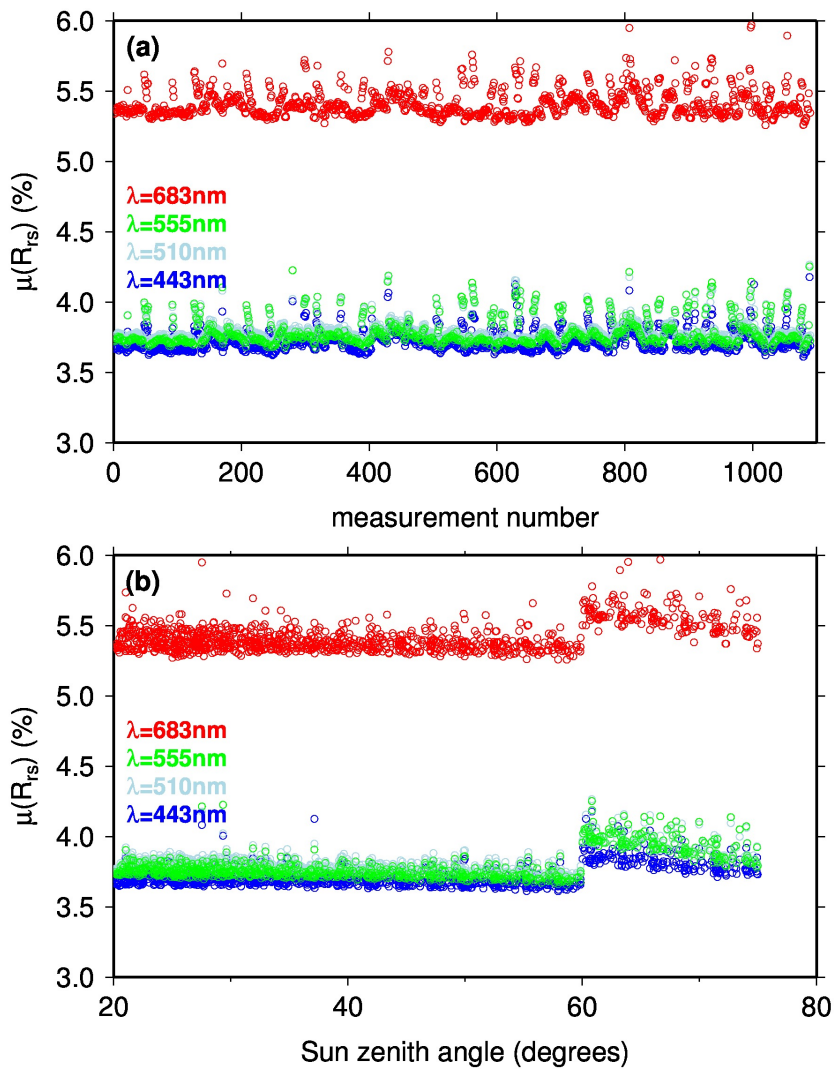 6.0
(a)
5.5
5.0
λ=683nm
λ=555nm
4.5
λ=510nm
λ=443nm
4.0
3.5
3.0
μ(Rrs) (%)
0 200 400 600 800 1000
measurement number
6.0
(b)
5.5
5.0
λ=683nm
λ=555nm
4.5
λ=510nm
λ=443nm
4.0
3.5
3.0
μ(Rrs) (%)
20 40 60 80
Sun zenith angle (degrees)